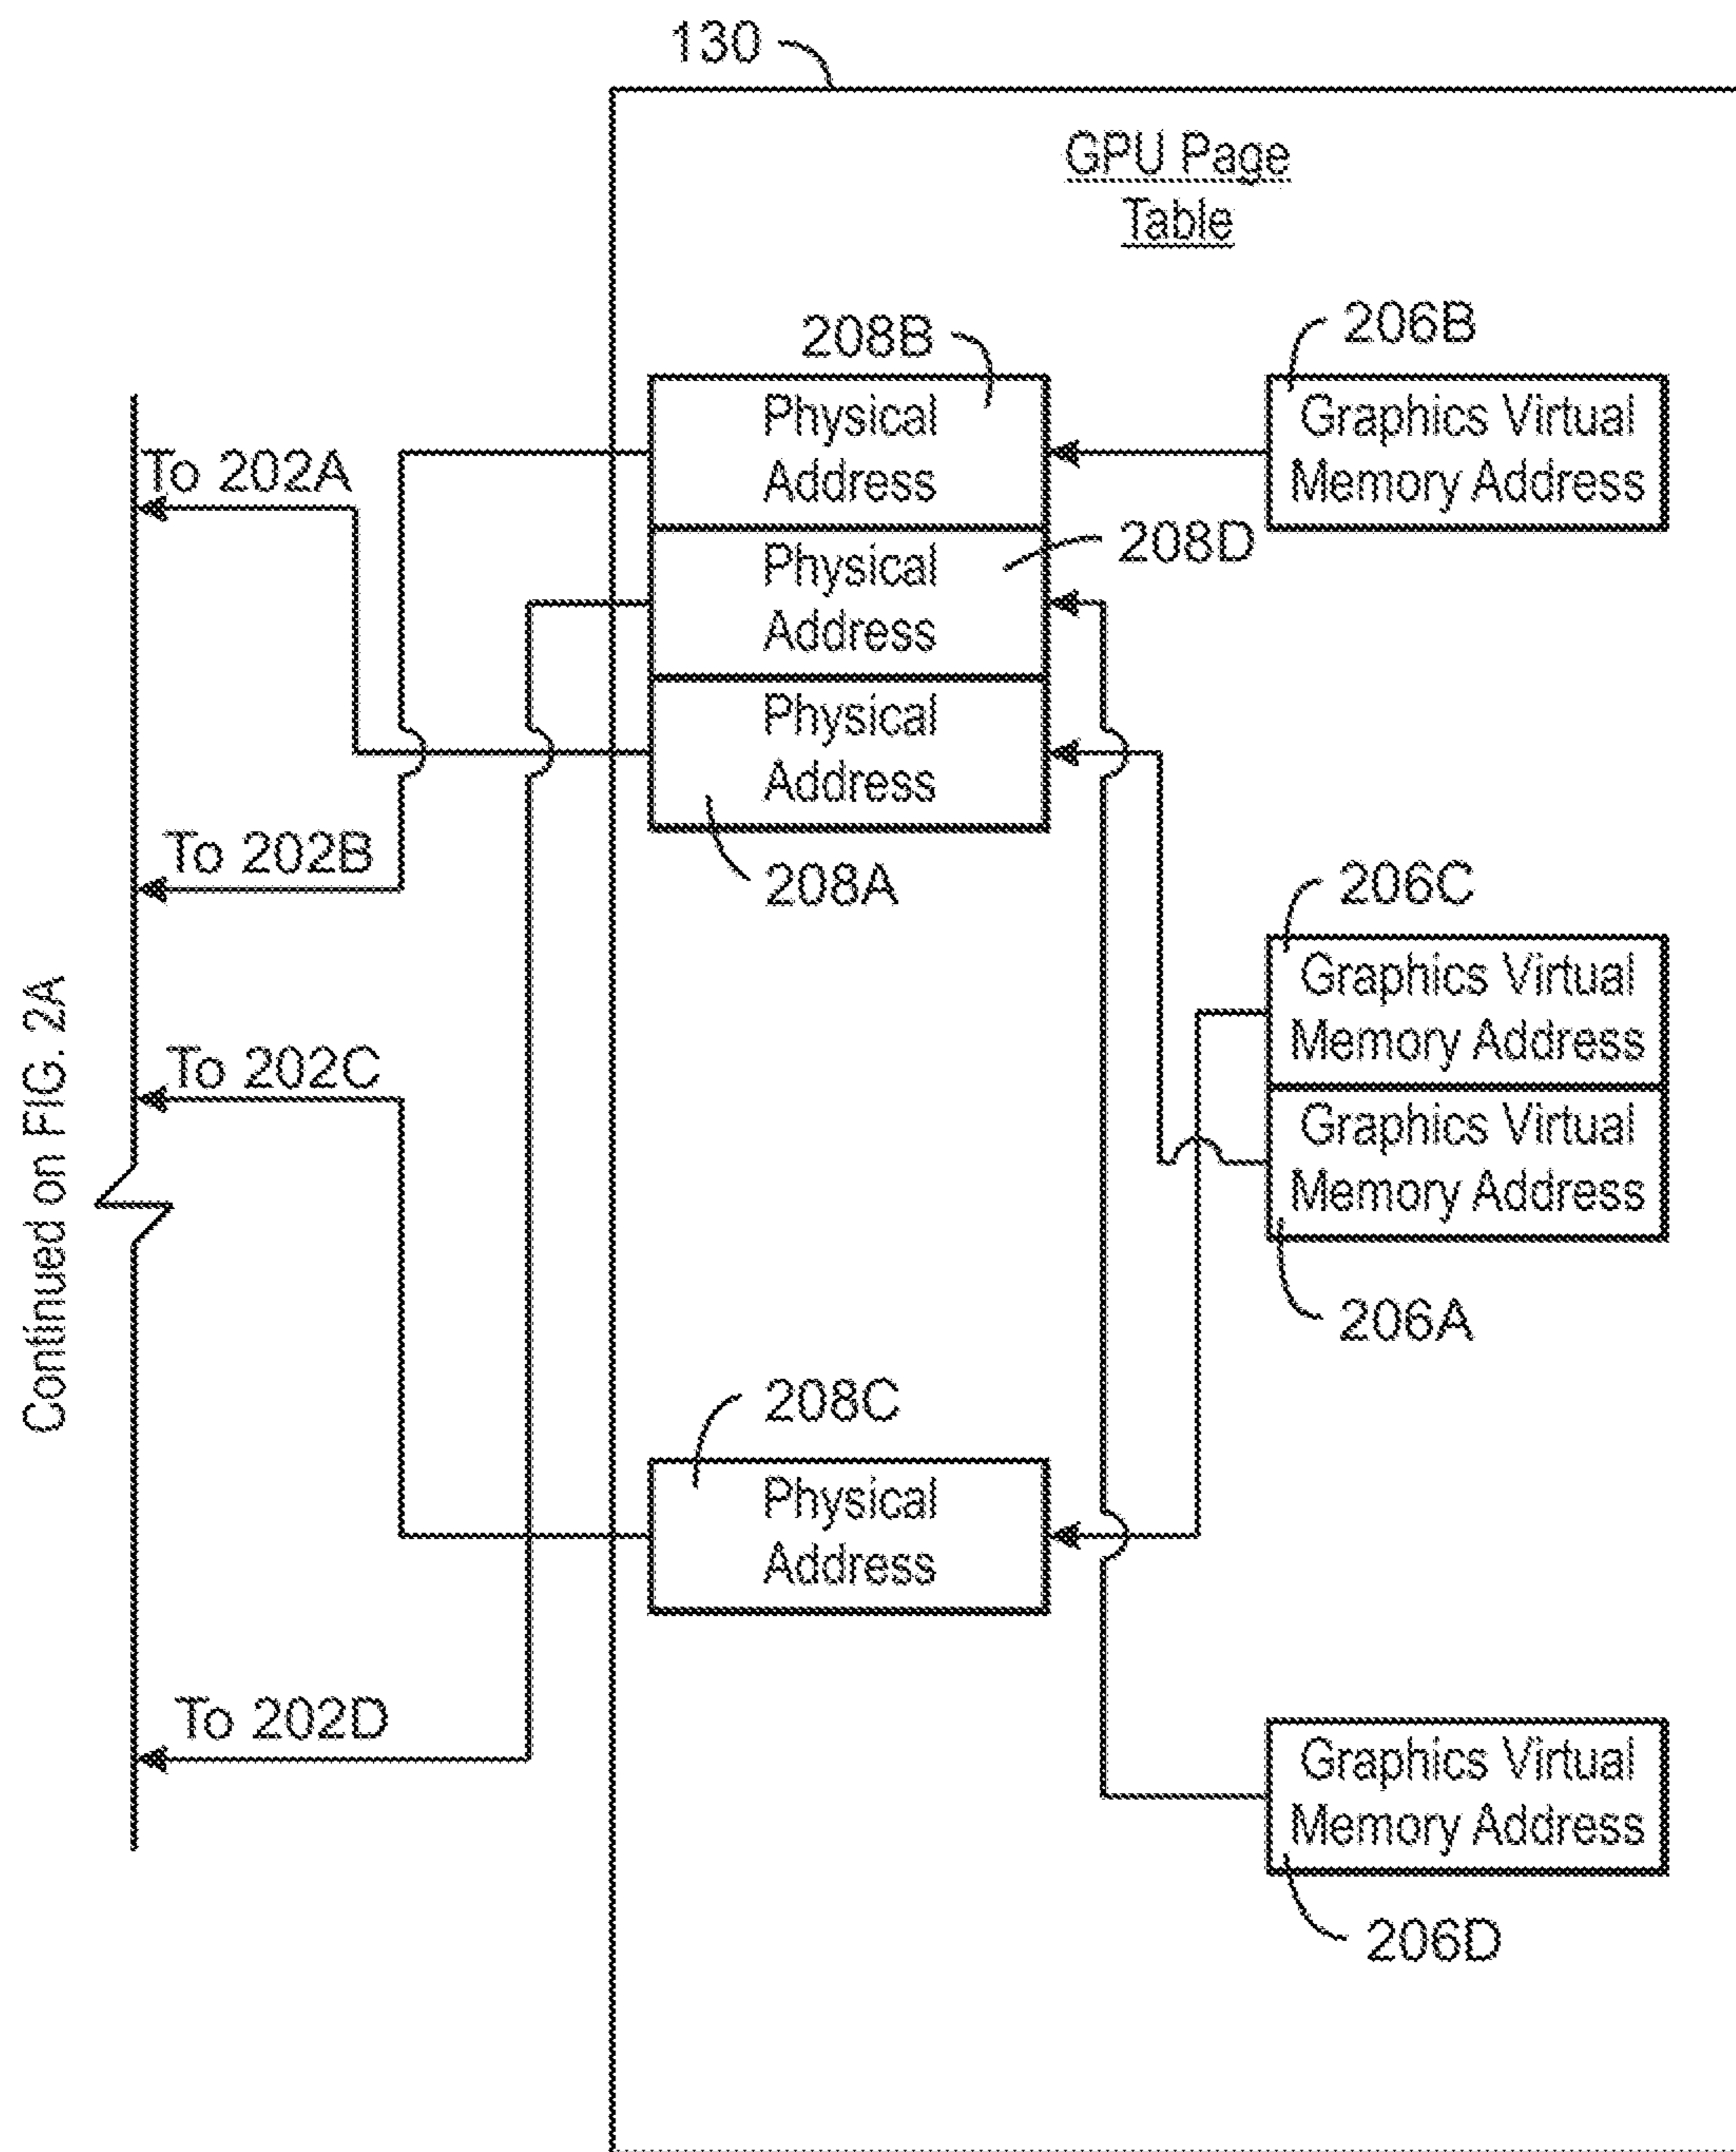 130
GPU Page
Table
208B
206B
Physical
Address
Graphics Virtual
Memory Address
To 202A
208D
Physical
Address
Physical
Address
To 202B
208A
206C
Graphics Virtual
Memory Address
Continued on FIG. 2A
To 202C
Graphics Virtual
Memory Address
206A
208C
Physical
Address
To 202D
Graphics Virtual
Memory Address
206D